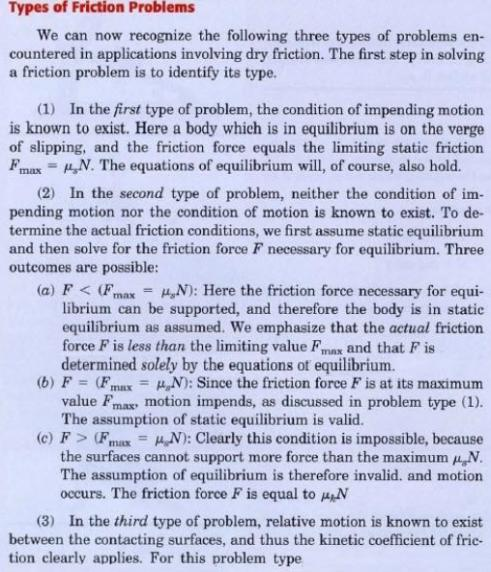 Types of Friction Problems
We can now recognize the following three types of problems en-
countered in applications involving dry friction. The first step in solving
a friction problem is to identify its type.
(1) In the first type of problem, the condition of impending motion
is known to exist. Here a body which is in equilibrium is on the verge
of slipping, and the friction force equals the limiting static friction
Fmax = μsN. The equations of equilibrium will, of course, also hold.
(2) In the second type of problem, neither the condition of im-
pending motion nor the condition of motion is known to exist. To de-
termine the actual friction conditions, we first assume static equilibrium
and then solve for the friction force F necessary for equilibrium. Three
outcomes are possible:
(a) F < (Fmax = μsN): Here the friction force necessary for equi-
librium can be supported, and therefore the body is in static
equilibrium as assumed. We emphasize that the actual friction
force F is less than the limiting value Fmax and that F is
determined solely by the equations of equilibrium.
(b) F = (Fmax = μsN): Since the friction force F is at its maximum
value Fmax, motion impends, as discussed in problem type (1).
The assumption of static equilibrium is valid.
(c) F > (Fmax = μsN): Clearly this condition is impossible, because
the surfaces cannot support more force than the maximum μsN.
The assumption of equilibrium is therefore invalid. and motion
occurs. The friction force F is equal to μkN
(3) In the third type of problem, relative motion is known to exist
between the contacting surfaces, and thus the kinetic coefficient of fric-
tion clearly applies. For this problem type